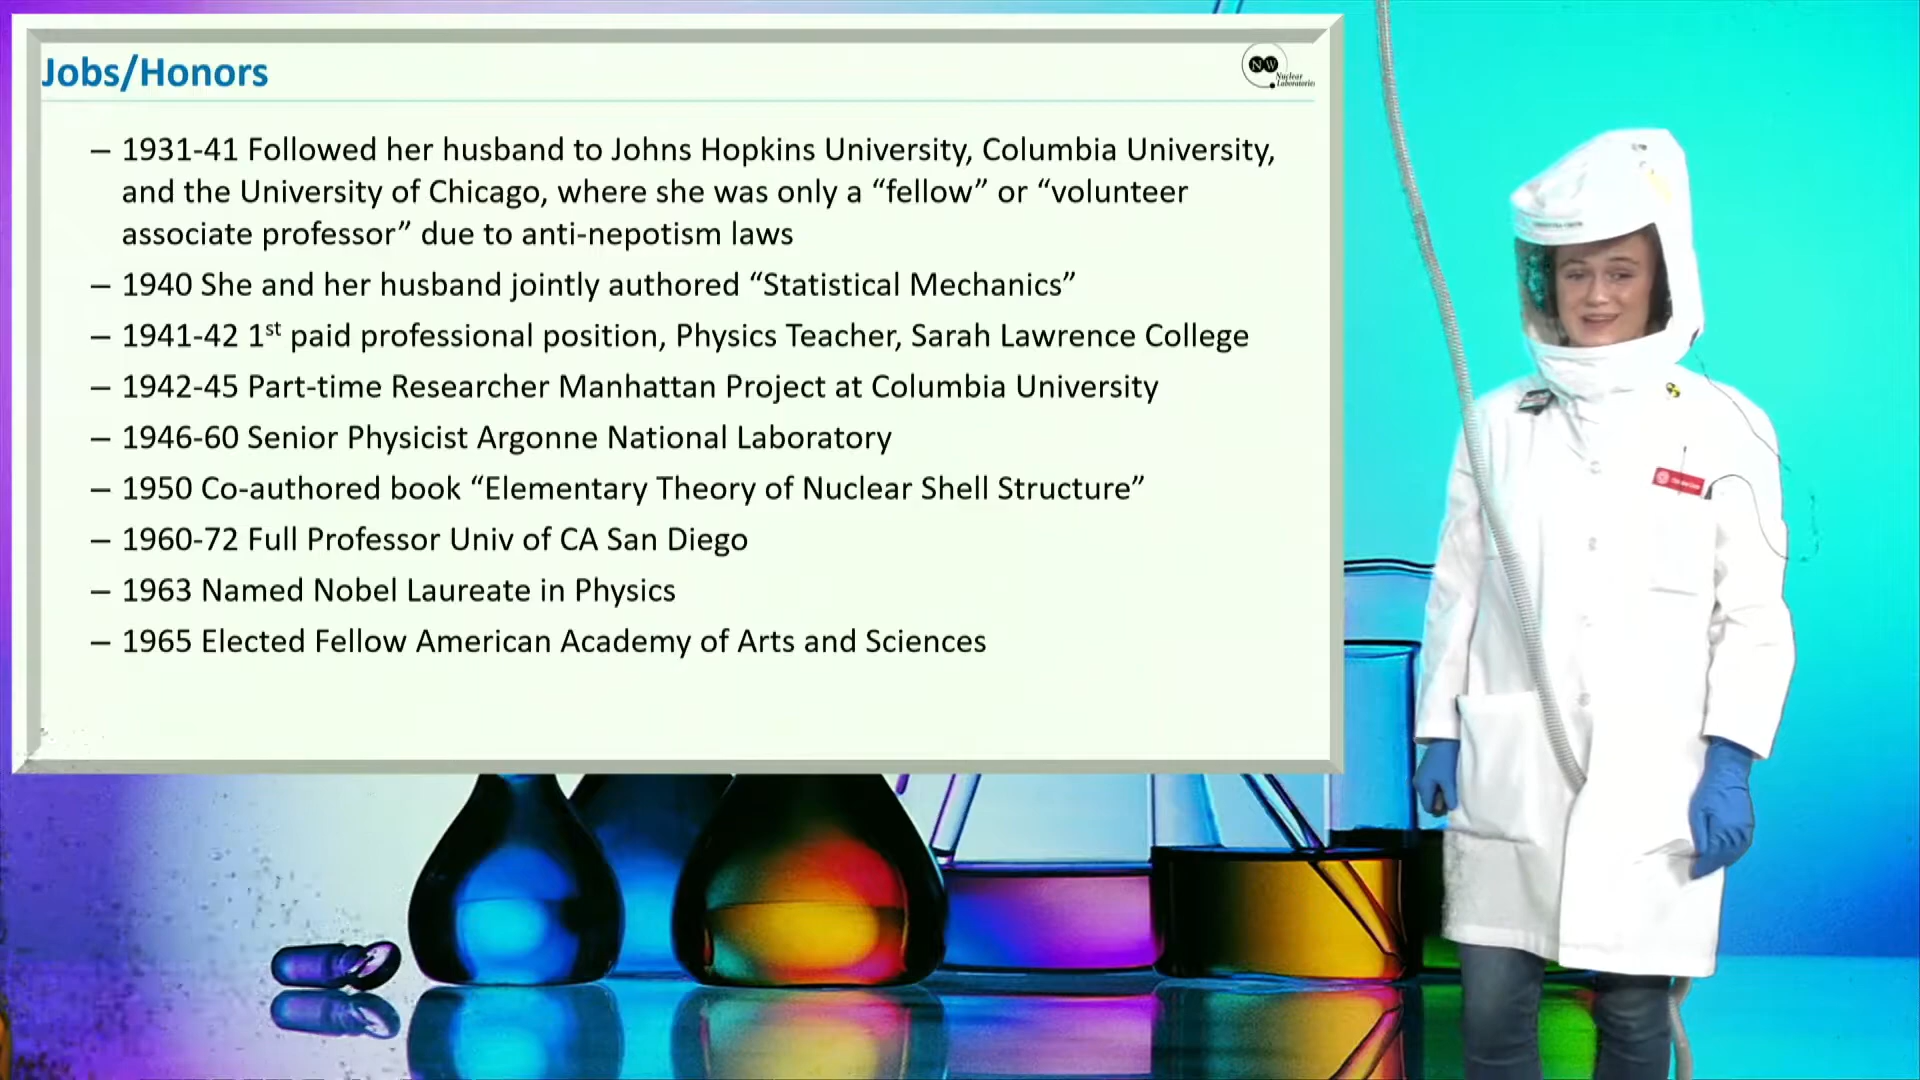 Jobs/Honors
NW
Nuclear
Laboratories
– 1931-41 Followed her husband to Johns Hopkins University, Columbia University,
and the University of Chicago, where she was only a “fellow” or “volunteer
associate professor” due to anti-nepotism laws
– 1940 She and her husband jointly authored “Statistical Mechanics”
– 1941-42 1st paid professional position, Physics Teacher, Sarah Lawrence College
– 1942-45 Part-time Researcher Manhattan Project at Columbia University
– 1946-60 Senior Physicist Argonne National Laboratory
– 1950 Co-authored book “Elementary Theory of Nuclear Shell Structure”
– 1960-72 Full Professor Univ of CA San Diego
– 1963 Named Nobel Laureate in Physics
– 1965 Elected Fellow American Academy of Arts and Sciences